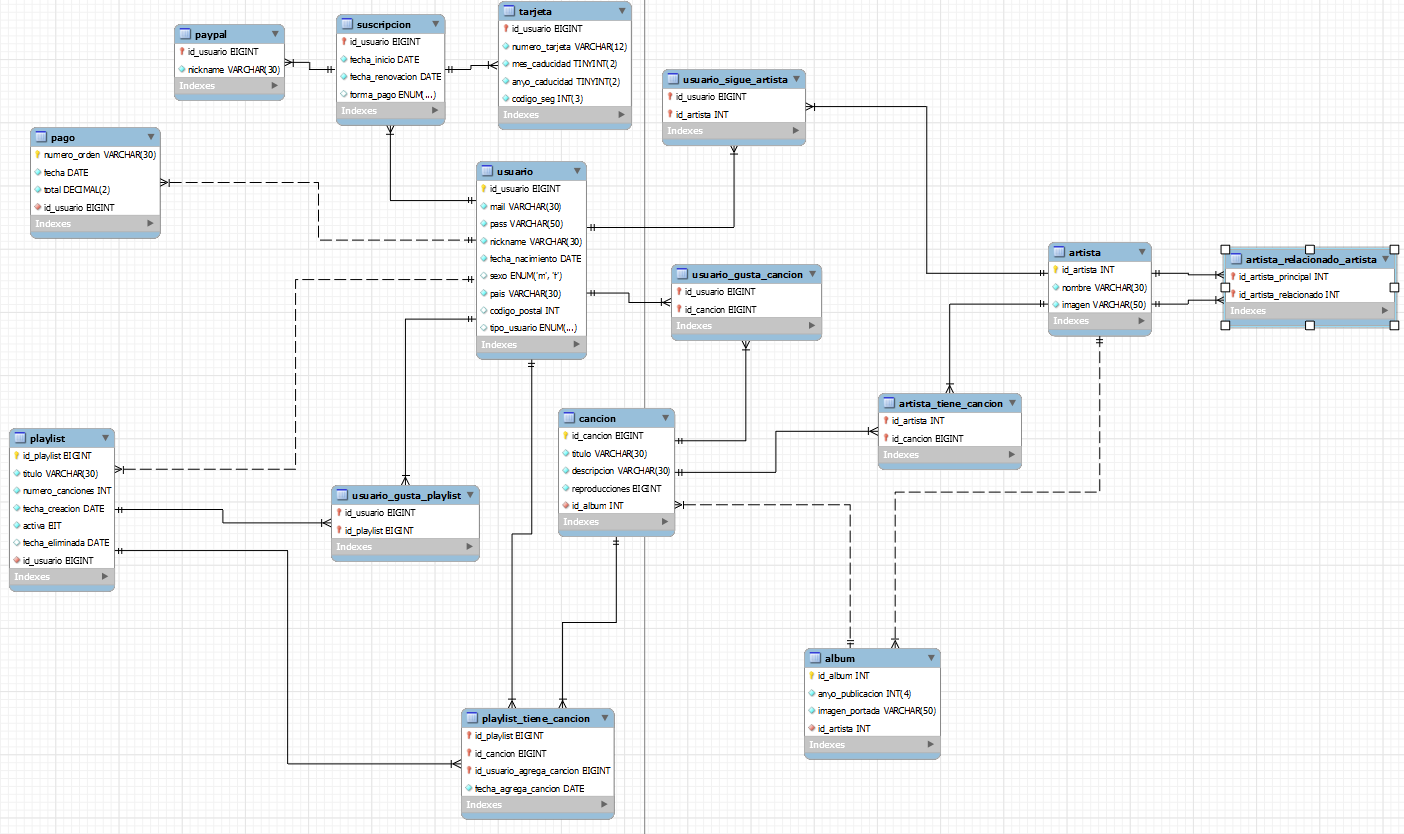 paypal
id_usuario BIGINT
nickname VARCHAR(30)
Indexes
suscripcion
id_usuario BIGINT
fecha_inicio DATE
fecha_renovacion DATE
forma_pago ENUM(...)
Indexes
tarjeta
id_usuario BIGINT
numero_tarjeta VARCHAR(12)
mes_caducidad TINYINT(2)
anyo_caducidad TINYINT(2)
codigo_seg INT(3)
Indexes
usuario_sigue_artista
id_usuario BIGINT
id_artista INT
Indexes
pago
numero_orden VARCHAR(30)
fecha DATE
total DECIMAL(2)
id_usuario BIGINT
Indexes
usuario
id_usuario BIGINT
mail VARCHAR(30)
pass VARCHAR(50)
nickname VARCHAR(30)
fecha_nacimiento DATE
sexo ENUM('m', 'f')
pais VARCHAR(30)
codigo_postal INT
tipo_usuario ENUM(...)
Indexes
usuario_gusta_cancion
id_usuario BIGINT
id_cancion BIGINT
Indexes
artista
id_artista INT
nombre VARCHAR(30)
imagen VARCHAR(50)
Indexes
artista_relacionado_artista
id_artista_principal INT
id_artista_relacionado INT
Indexes
artista_tiene_cancion
id_artista INT
id_cancion BIGINT
Indexes
cancion
id_cancion BIGINT
titulo VARCHAR(30)
descripcion VARCHAR(30)
reproducciones BIGINT
id_album INT
Indexes
playlist
id_playlist BIGINT
titulo VARCHAR(30)
numero_canciones INT
fecha_creacion DATE
activa BIT
fecha_eliminada DATE
id_usuario BIGINT
Indexes
usuario_gusta_playlist
id_usuario BIGINT
id_playlist BIGINT
Indexes
album
id_album INT
anyo_publicacion INT(4)
imagen_portada VARCHAR(50)
id_artista INT
Indexes
playlist_tiene_cancion
id_playlist BIGINT
id_cancion BIGINT
id_usuario_agrega_cancion BIGINT
fecha_agrega_cancion DATE
Indexes